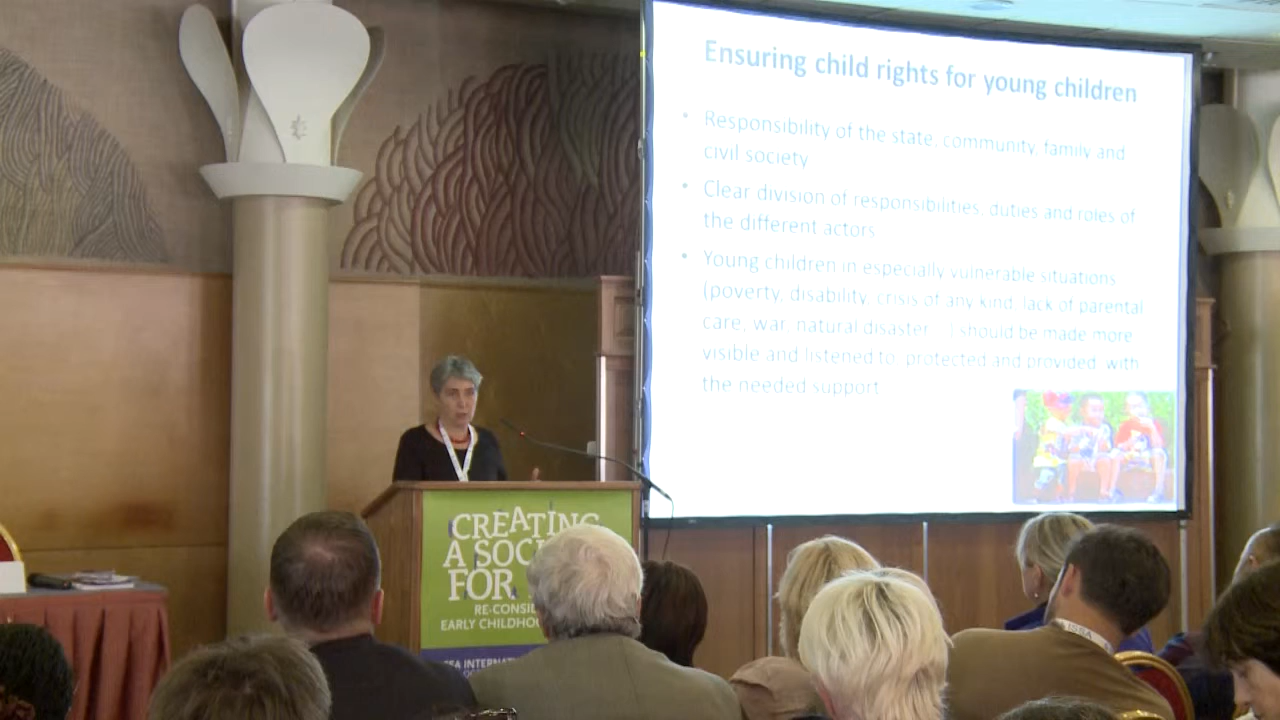 Ensuring child rights for young children
• Responsibility of the state, community, family and
civil society
• Clear division of responsibilities, duties and roles of
the different actors
• Young children in especially vulnerable situations
(poverty, disability, crisis of any kind, lack of parental
care, war, natural disaster ...) should be made more
visible and listened to, protected and provided with
the needed support
CREATING
A SOC
FOR
RE-CONSI
EARLY CHILDHOO
INTERNAT